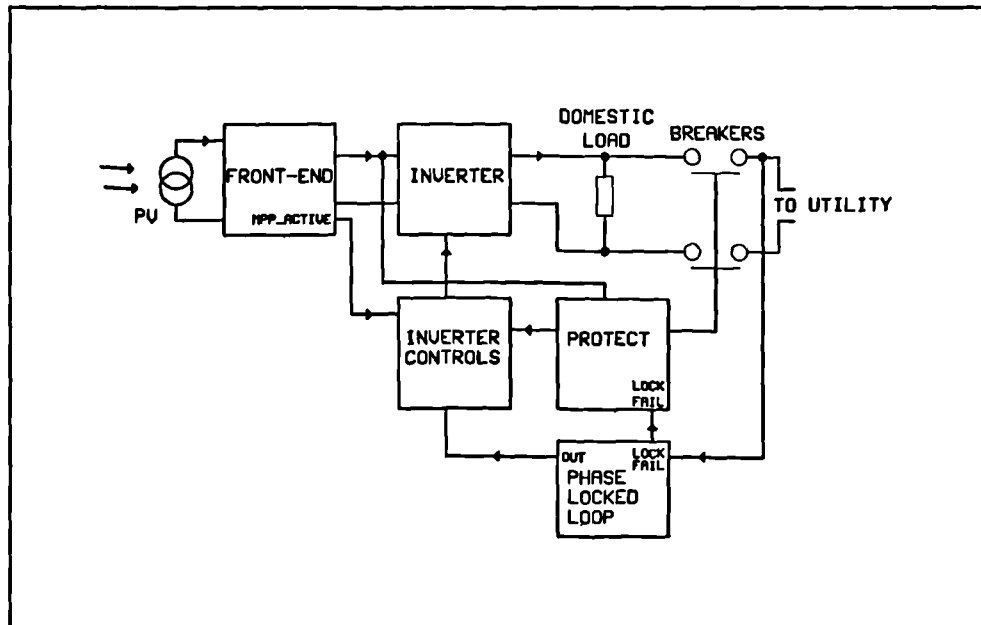 DOMESTIC
LOAD
BREAKERS
FRONT-END
INVERTER
TO UTILITY
PV
MPP_ACTIVE
INVERTER
CONTROLS
PROTECT
LOCK
FAIL
OUT
LOCK
FAIL
PHASE
LOCKED
LOOP